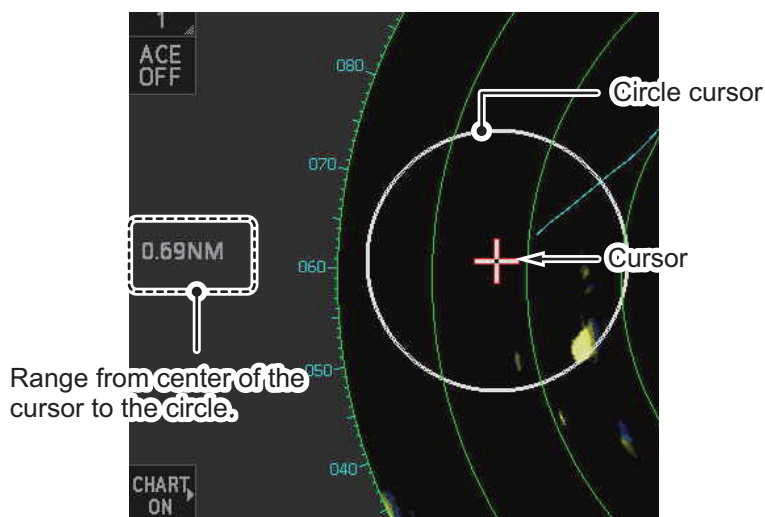 1
ACE
OFF
080
Circle cursor
070
0.69NM
060
Cursor
Range from center of the
cursor to the circle.
050
040
CHART
ON